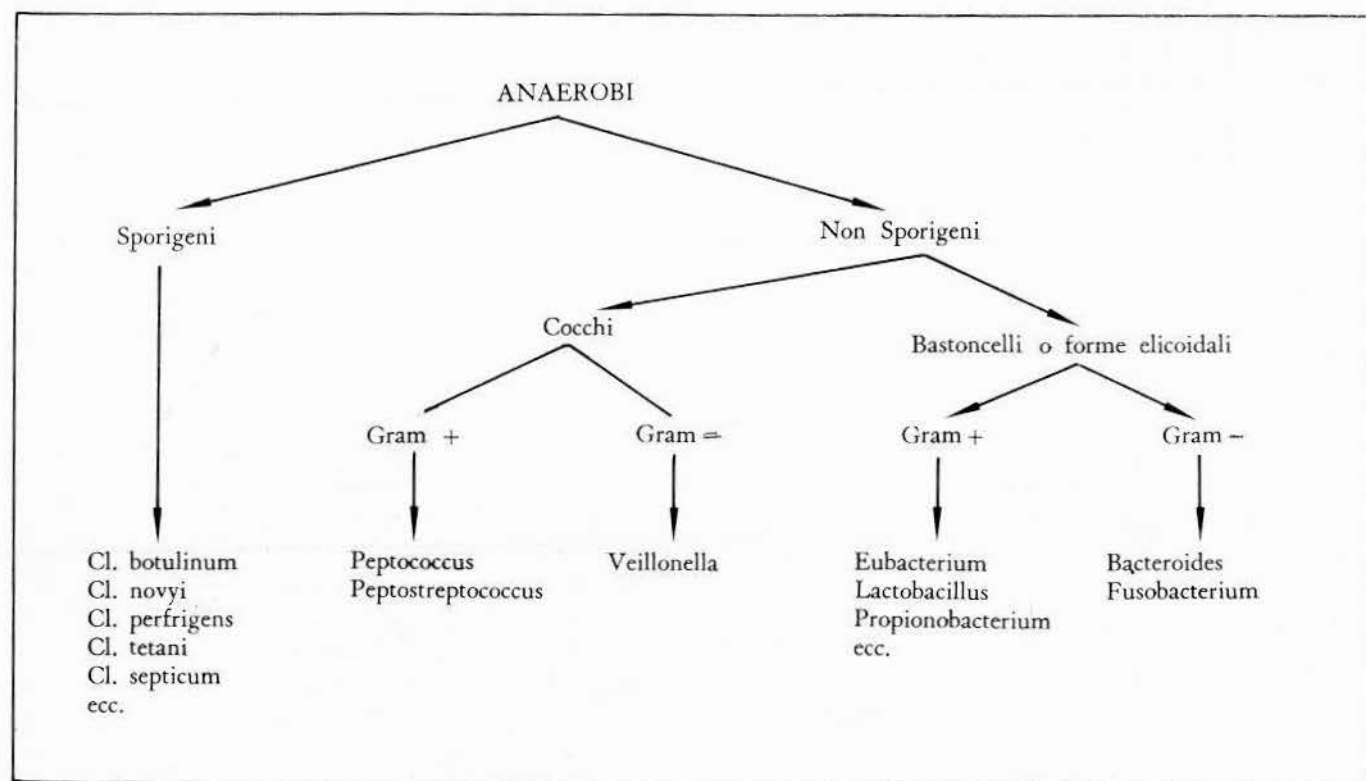 ANAEROBI
Sporigeni
Non Sporigeni
Cocchi
Bastoncelli o forme elicoidali
Gram +
Gram =
Gram +
Gram -
Cl. botulinum
Cl. novyi
Cl. perfrigens
Cl. tetani
Cl. septicum
ecc.
Peptococcus
Peptostreptococcus
Veillonella
Eubacterium
Lactobacillus
Propionobacterium
ecc.
Bacteroides
Fusobacterium